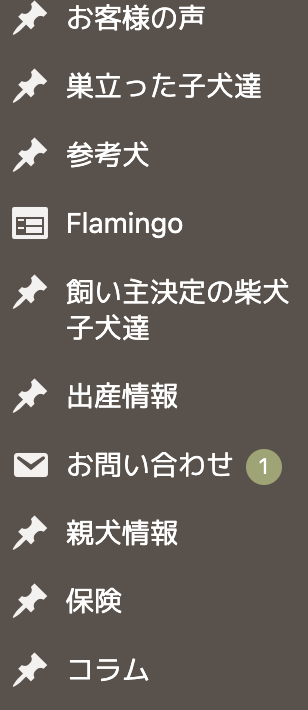 お客様の声
巣立った子犬達
参考犬
Flamingo
飼い主決定の柴犬
子犬達
出産情報
お問い合わせ 1
親犬情報
保険
コラム